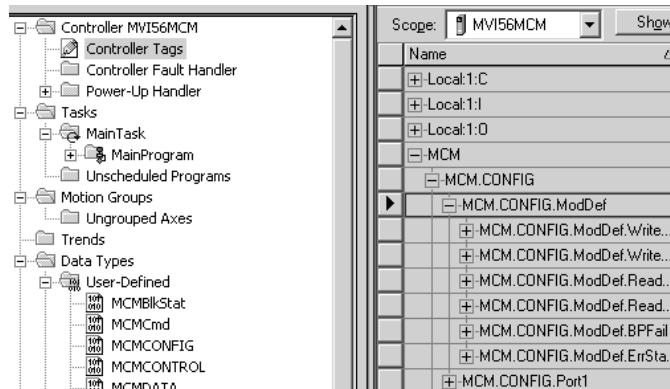 Controller MVI56MCM
Controller Tags
Controller Fault Handler
Power-Up Handler
Tasks
MainTask
MainProgram
Unscheduled Programs
Motion Groups
Ungrouped Axes
Trends
Data Types
User-Defined
MCMBlkStat
MCMCmd
MCMCONFIG
MCMCONTROL
MCMDATA
Scope: MVI56MCM Show
Name
Local:1:C
Local:1:I
Local:1:O
MCM
MCM.CONFIG
MCM.CONFIG.ModDef
MCM.CONFIG.ModDef.Write...
MCM.CONFIG.ModDef.Write...
MCM.CONFIG.ModDef.Read...
MCM.CONFIG.ModDef.Read...
MCM.CONFIG.ModDef.BPFail
MCM.CONFIG.ModDef.ErrSta...
MCM.CONFIG.Port1